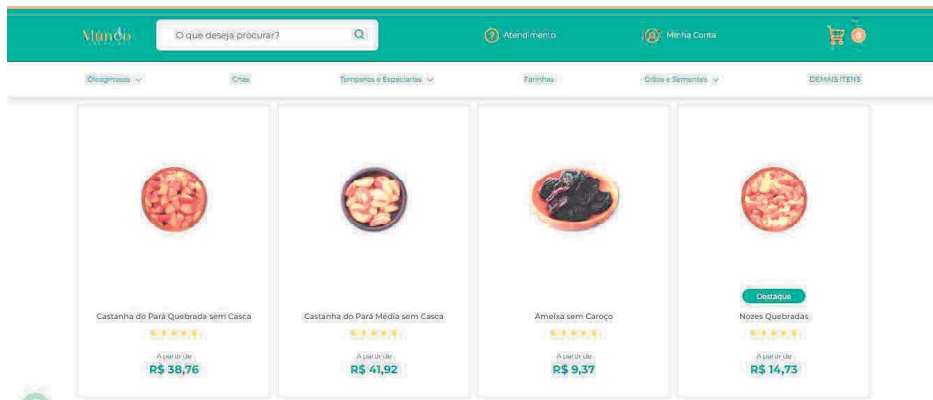 Mundo
O que deseja procurar?
Atendimento
Minha Conta
0
Oleaginosas
Chás
Temperos e Especiarias
Farinhas
Grãos e Sementes
DEMAIS ITENS
Destaque
Castanha do Pará Quebrada sem Casca
Castanha do Pará Média sem Casca
Ameixa sem Caroço
Nozes Quebradas
A partir de
A partir de
A partir de
A partir de
R$ 38,76
R$ 41,92
R$ 9,37
R$ 14,73